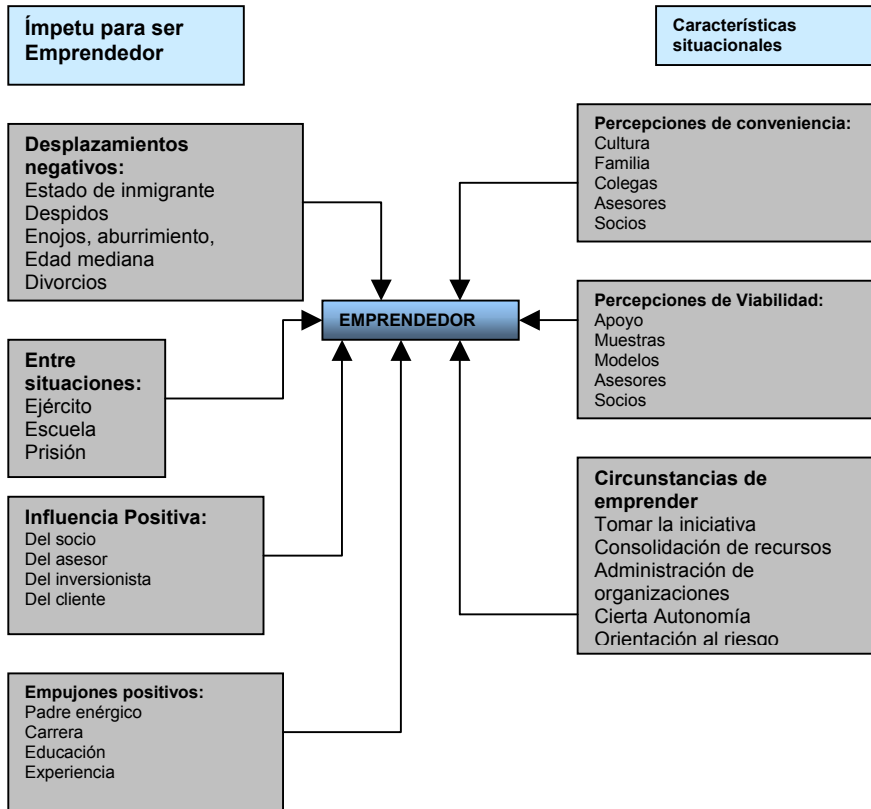 Ímpetu para ser
Emprendedor
Desplazamientos
negativos:
Estado de inmigrante
Despidos
Enojos, aburrimiento,
Edad mediana
Divorcios
Entre
situaciones:
Ejército
Escuela
Prisión
Influencia Positiva:
Del socio
Del asesor
Del inversionista
Del cliente
Empujones positivos:
Padre enérgico
Carrera
Educación
Experiencia
EMPRENDEDOR
Características
situacionales
Percepciones de conveniencia:
Cultura
Familia
Colegas
Asesores
Socios
Percepciones de Viabilidad:
Apoyo
Muestras
Modelos
Asesores
Socios
Circunstancias de
emprender
Tomar la iniciativa
Consolidación de recursos
Administración de
organizaciones
Cierta Autonomía
Orientación al riesgo